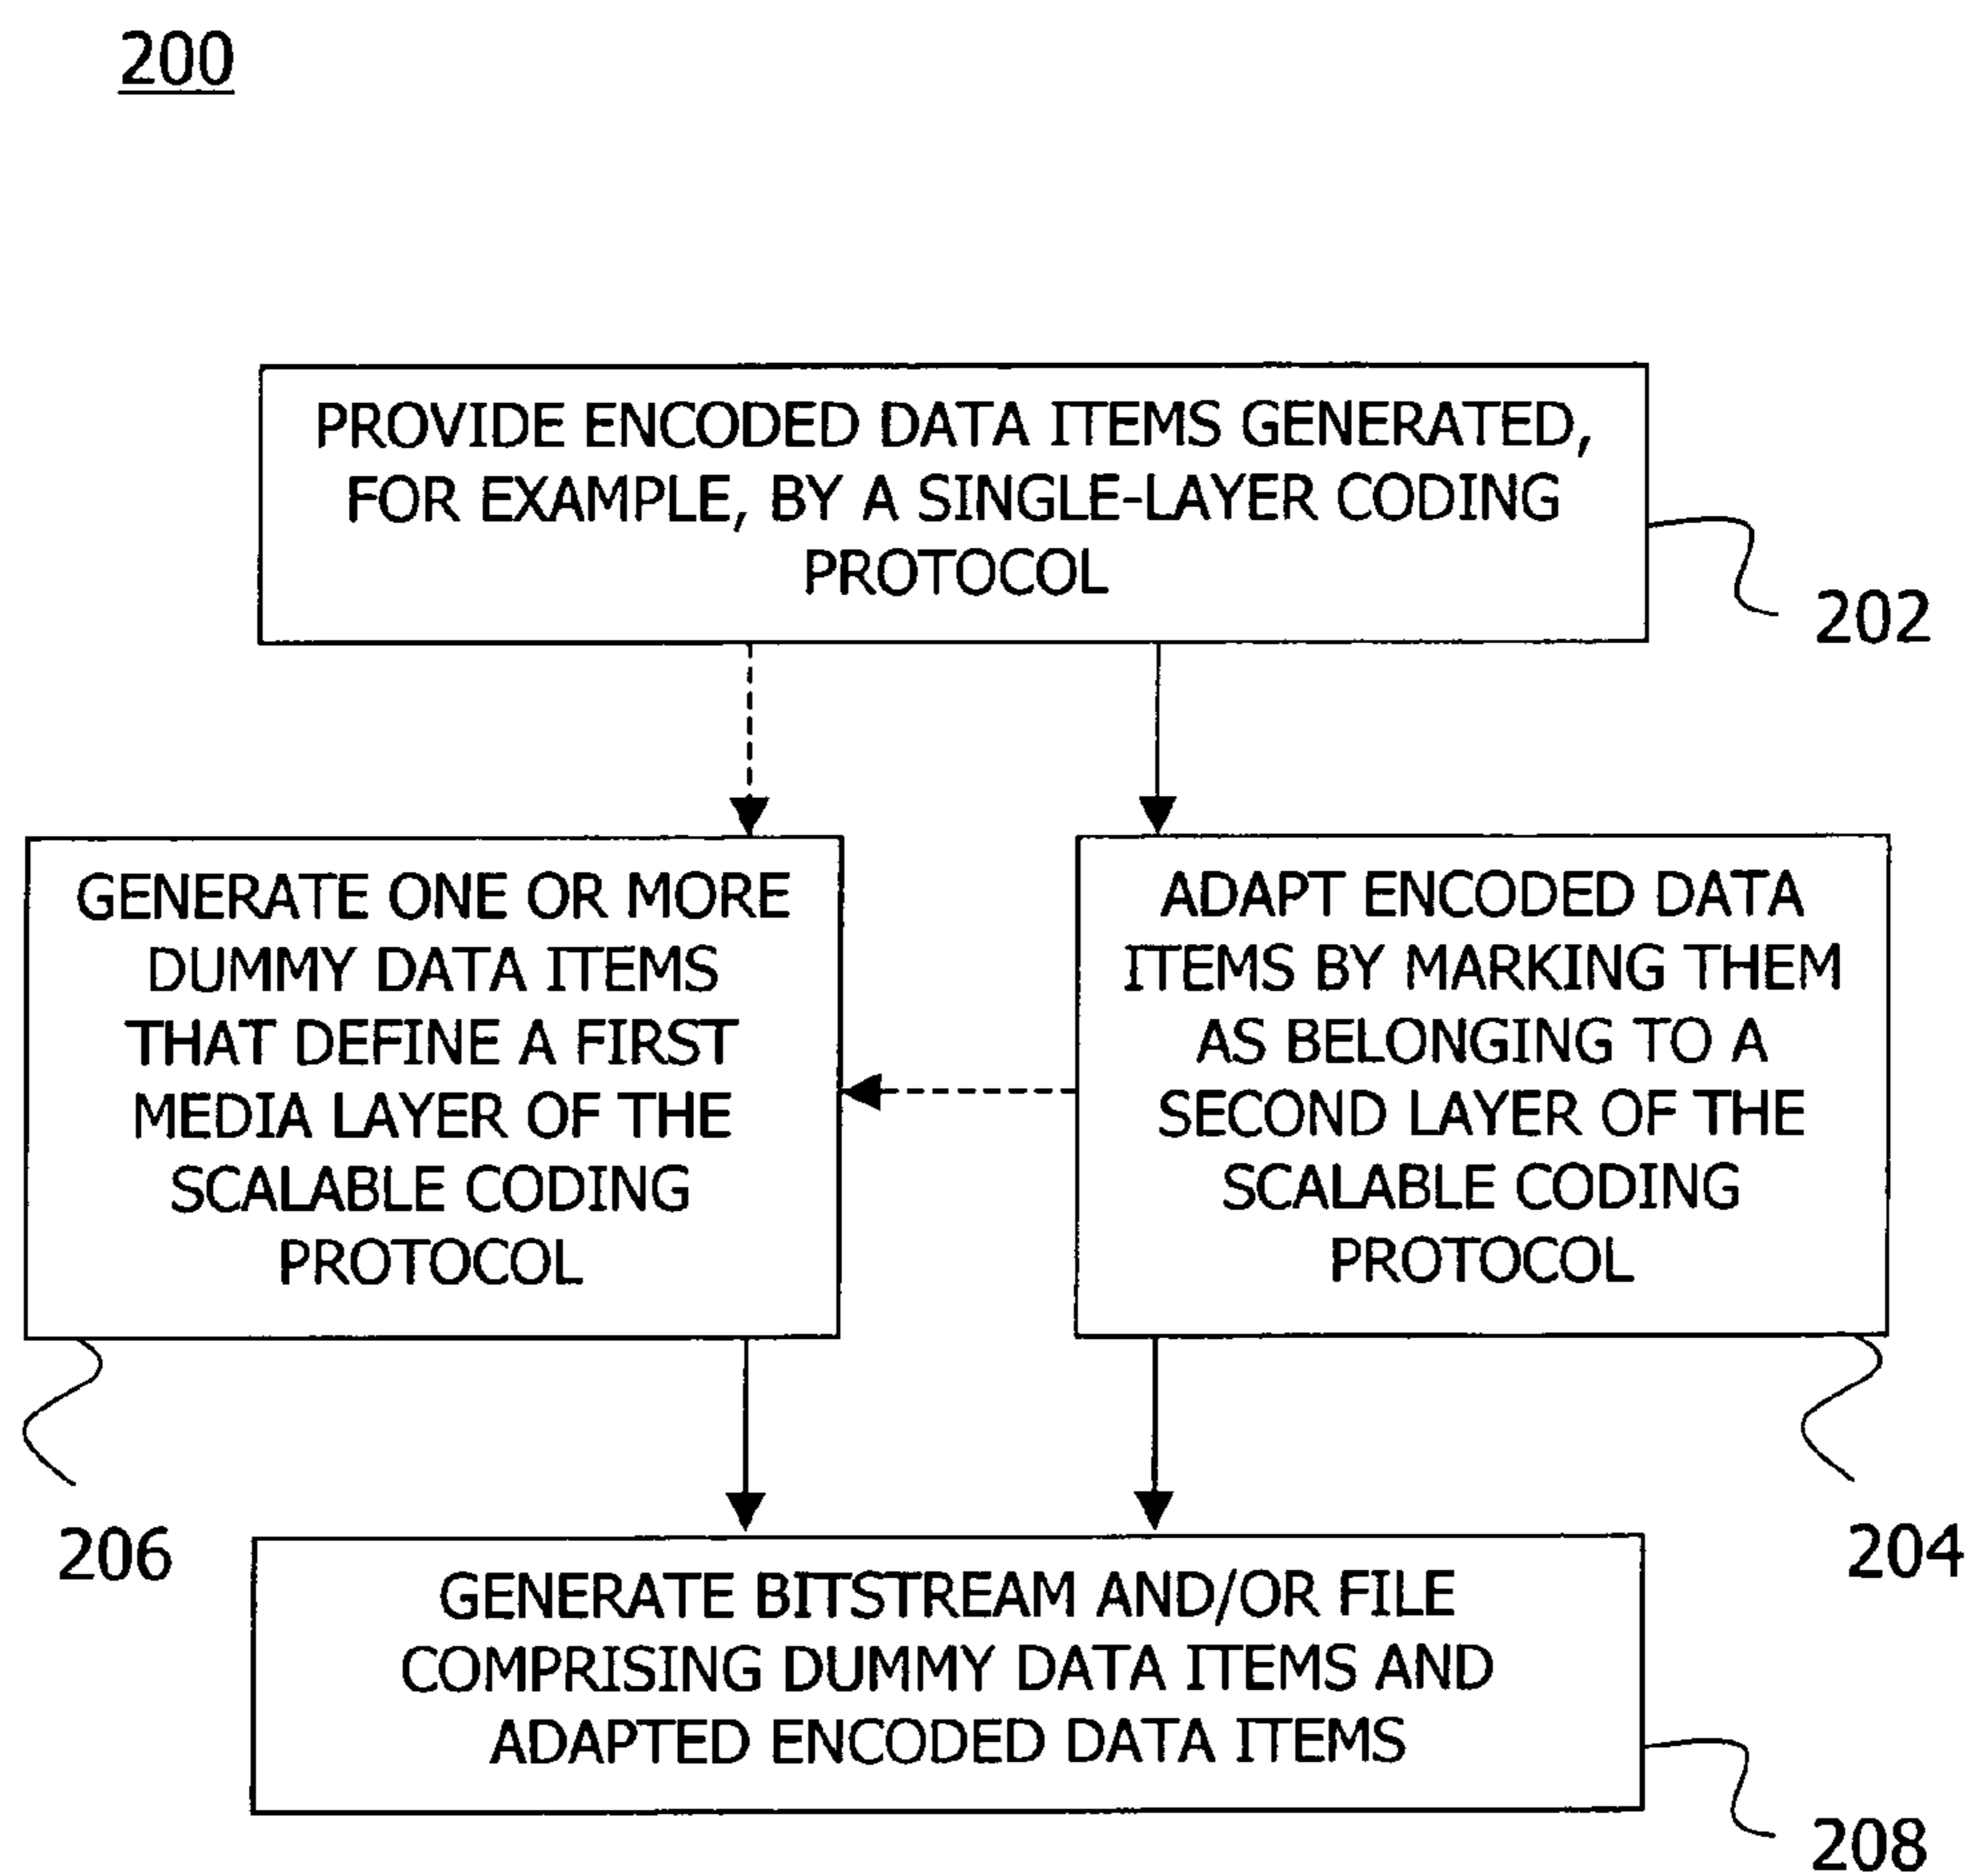 200
PROVIDE ENCODED DATA ITEMS GENERATED,
FOR EXAMPLE, BY A SINGLE-LAYER CODING
PROTOCOL
202
GENERATE ONE OR MORE
DUMMY DATA ITEMS
THAT DEFINE A FIRST
MEDIA LAYER OF THE
SCALABLE CODING
PROTOCOL
206
ADAPT ENCODED DATA
ITEMS BY MARKING THEM
AS BELONGING TO A
SECOND LAYER OF THE
SCALABLE CODING
PROTOCOL
204
GENERATE BITSTREAM AND/OR FILE
COMPRISING DUMMY DATA ITEMS AND
ADAPTED ENCODED DATA ITEMS
208